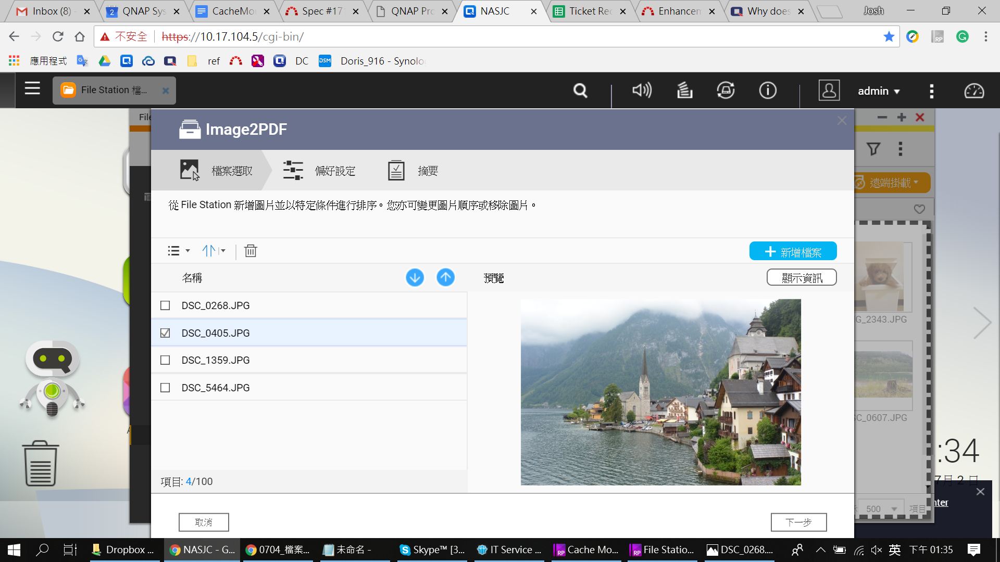 Inbox (8)
QNAP Sys
CacheMo
Spec #17
QNAP Pro
NASJC
Ticket Rec
Enhancem
Why does
Josh
不安全
https://10.17.104.5/cgi-bin/
應用程式
ref
DC
DSM
Doris_916 - Synolo
File Station 檔...
admin
File
Image2PDF
檔案選取
偏好設定
摘要
遠端掛載
從 File Station 新增圖片並以特定條件進行排序。您亦可變更圖片順序或移除圖片。
新增檔案
名稱
預覽
顯示資訊
DSC_0268.JPG
DSC_0405.JPG
DSC_1359.JPG
DSC_5464.JPG
G_2343.JPG
SC_0607.JPG
項目: 4/100
:34
7月 2 日
nter
500
項目
取消
下一步
Dropbox ...
NASJC - G...
0704_檔案...
未命名 -
Skype™ [3...
IT Service ...
Cache Mo...
File Statio...
DSC_0268....
英
下午 01:35